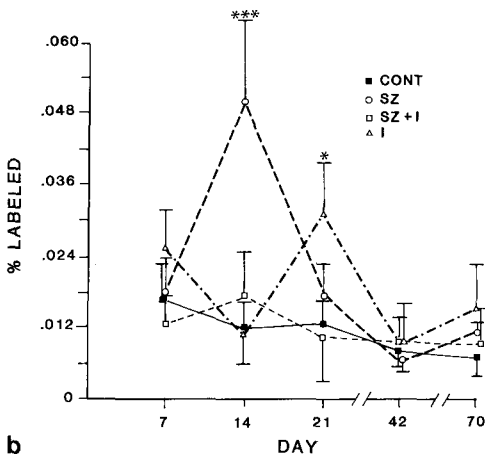 ***
.060
.048
.036
.024
.012
0
% LABELED
CONT
SZ
SZ+I
I
*
7 14 21 42 70
DAY
b